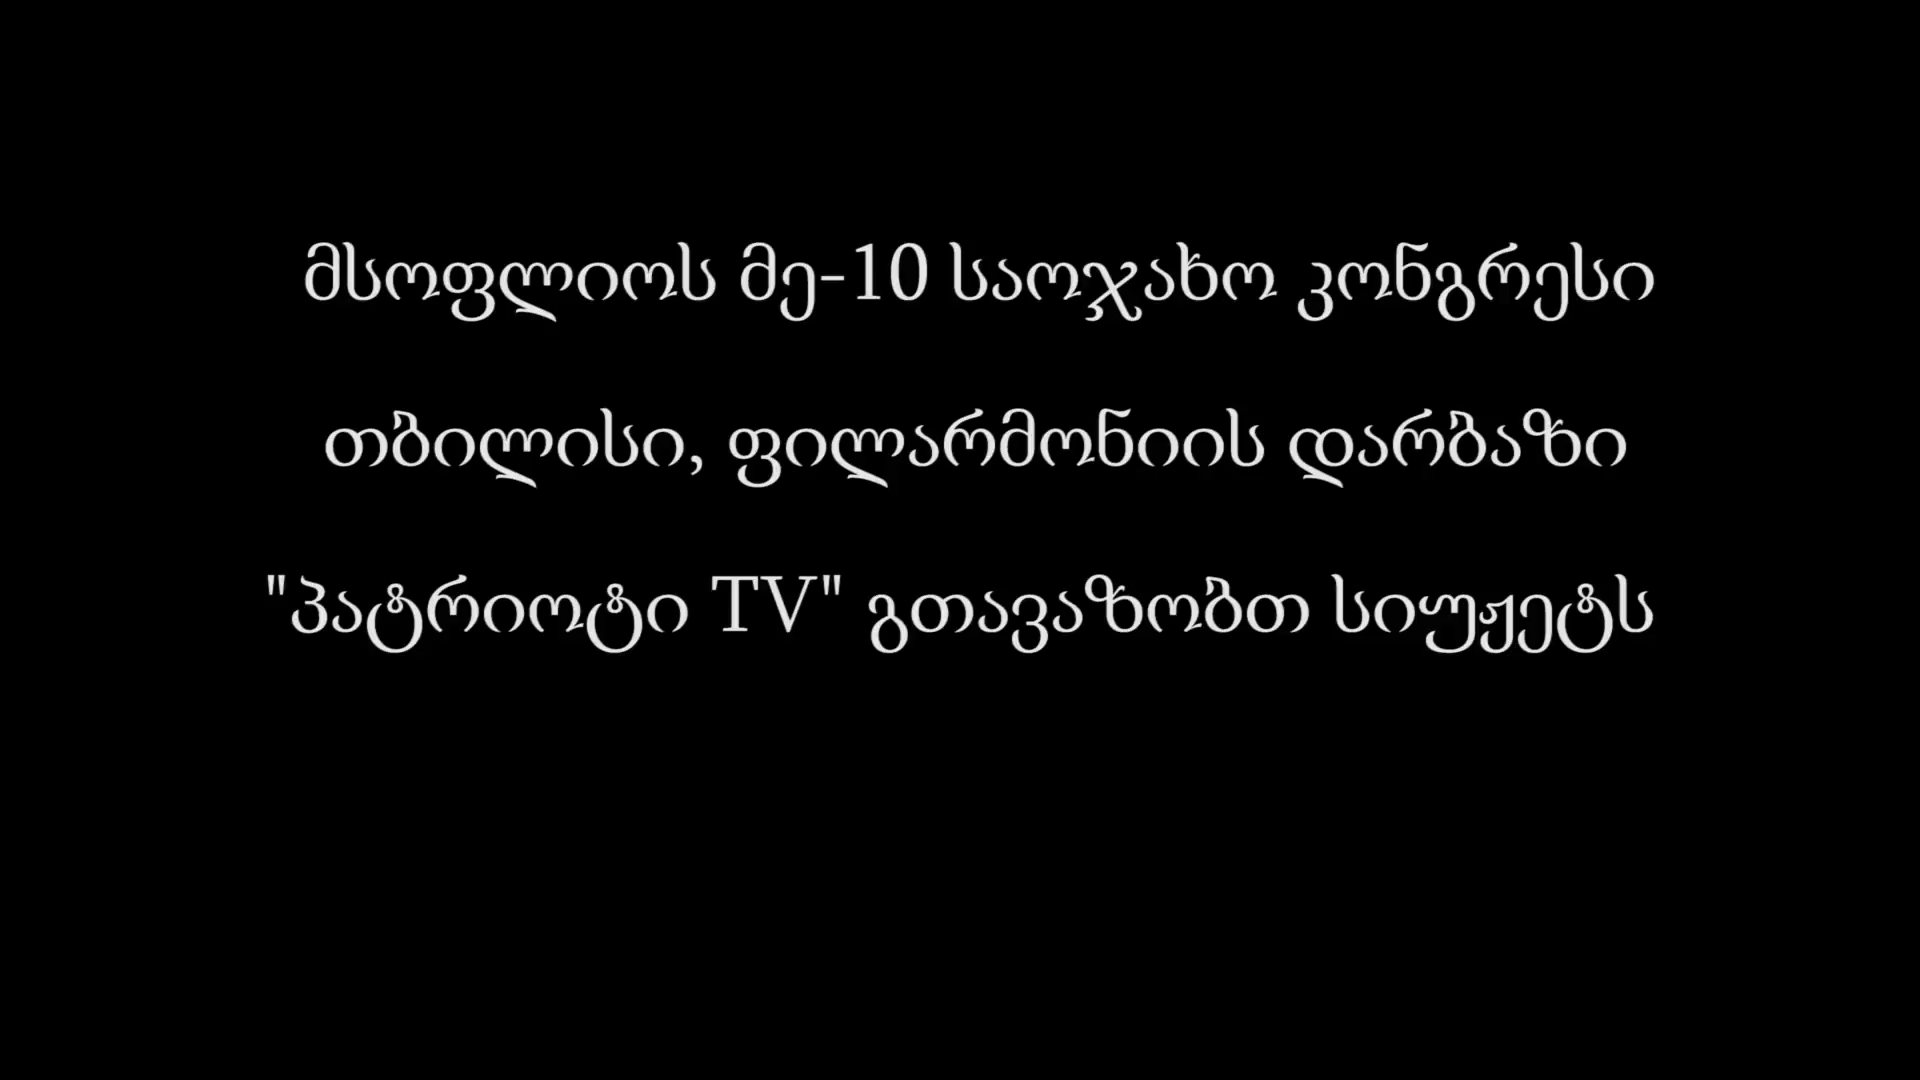 მსოფლიოს მე-10 საოჯახო კონგრესი
თბილისი, ფილარმონიის დარბაზი
"პატრიოტი TV" გთავაზობთ სიუჟეტს